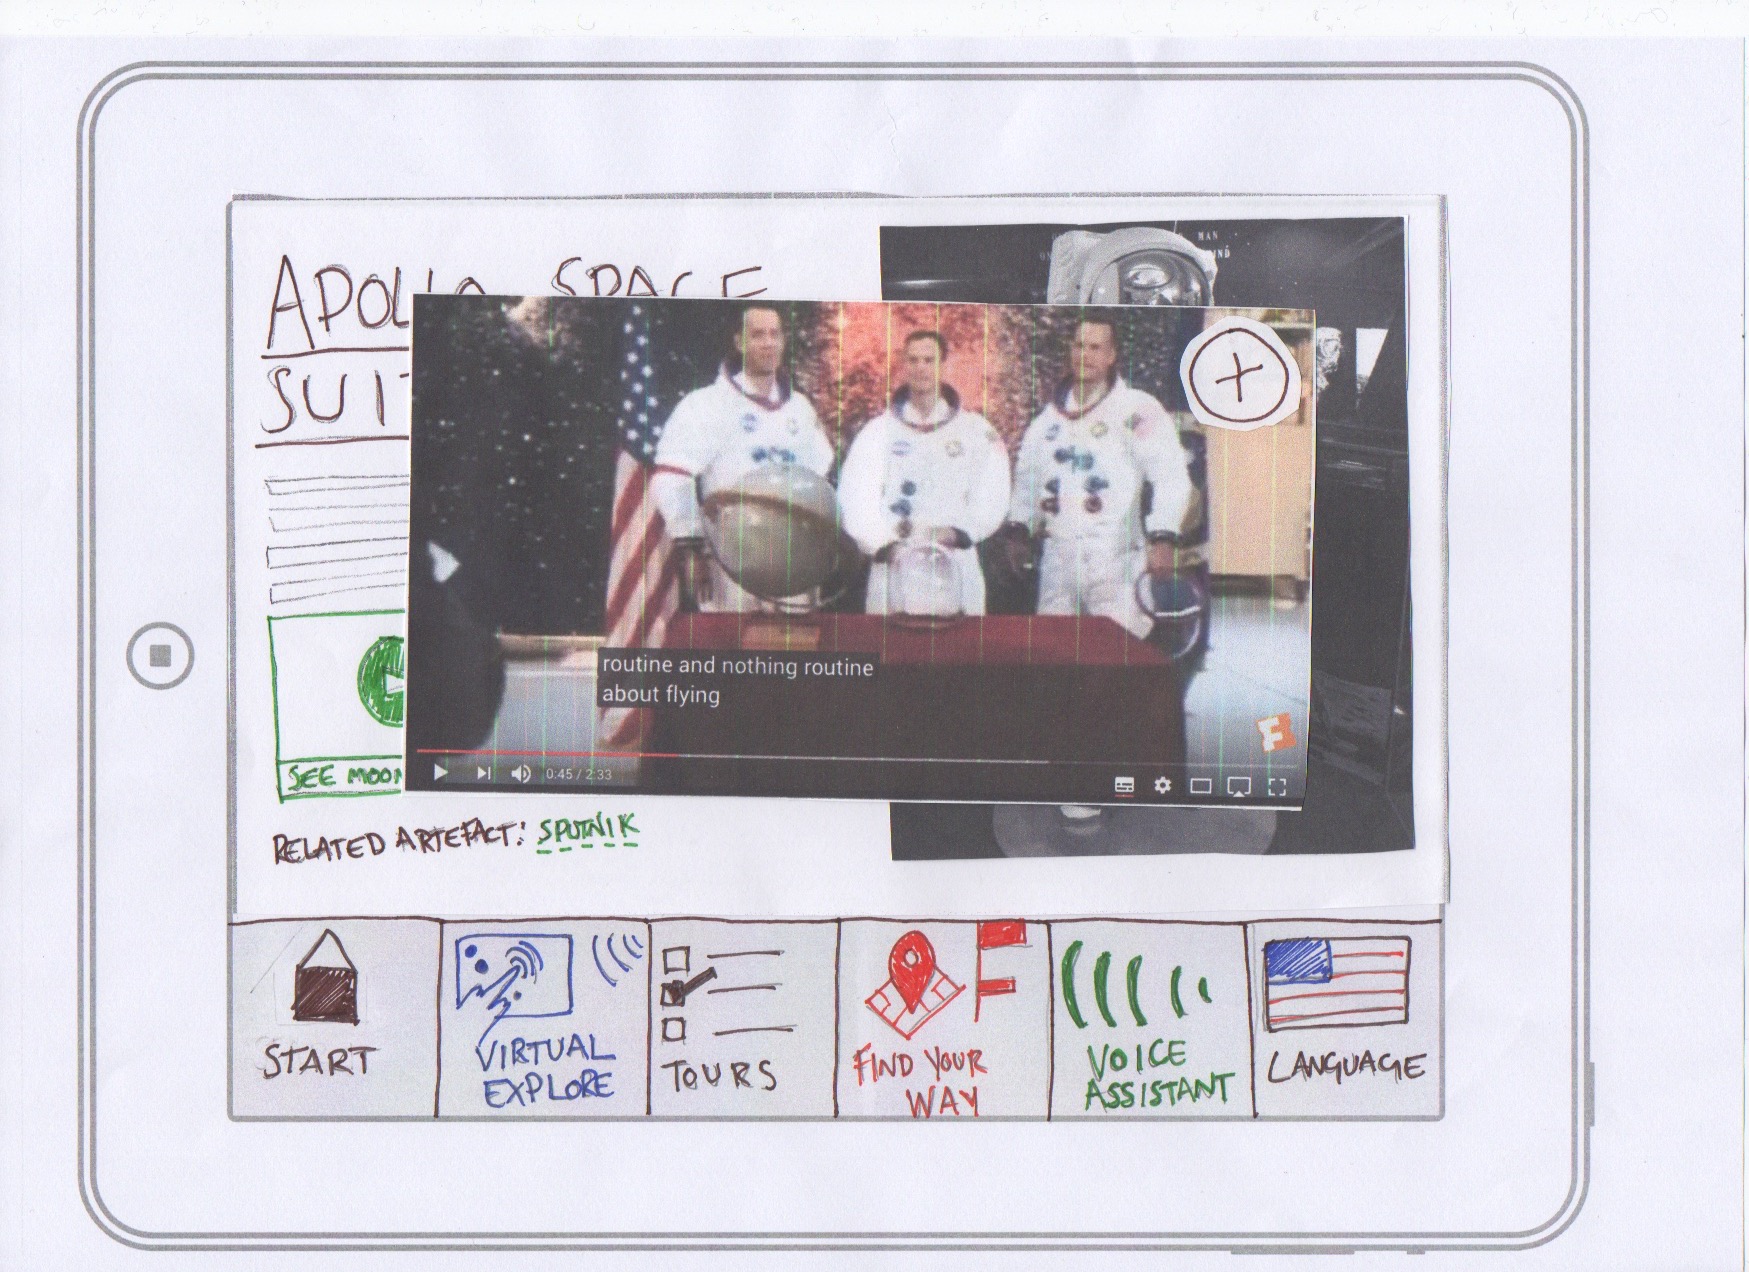 MAN
APOLLO SPACE
SUIT
routine and nothing routine
about flying
0:45 / 2:33
SEE MOON
RELATED ARTEFACT: SPUTNIK
START
VIRTUAL
EXPLORE
TOURS
FIND YOUR
WAY
VOICE
ASSISTANT
LANGUAGE